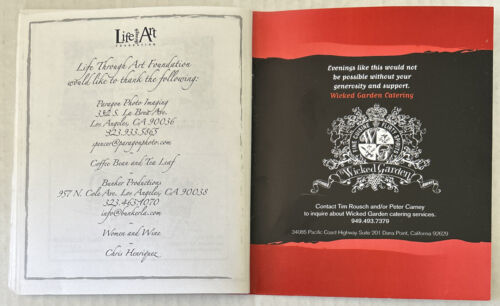 Life through Art
FOUNDATION
Life Through Art Foundation
would like to thank the following:
Paragon Photo Imaging
332 S. La Brea Ave.
Los Angeles, CA 90036
323.933.5865
spencer@paragonphoto.com
Coffee Bean and Tea Leaf
Bunker Productions
957 N. Cole Ave. Los Angeles, CA 90038
323.463.1070
info@bunkerla.com
Women and Wine
Chris Henriquez
Evenings like this would not
be possible without your
generosity and support.
Wicked Garden Catering
WG
Wicked Garden
Contact Tim Rousch and/or Peter Carney
to inquire about Wicked Garden catering services.
949.493.7379
34085 Pacific Coast Highway, Suite 201 Dana Point, California 92629